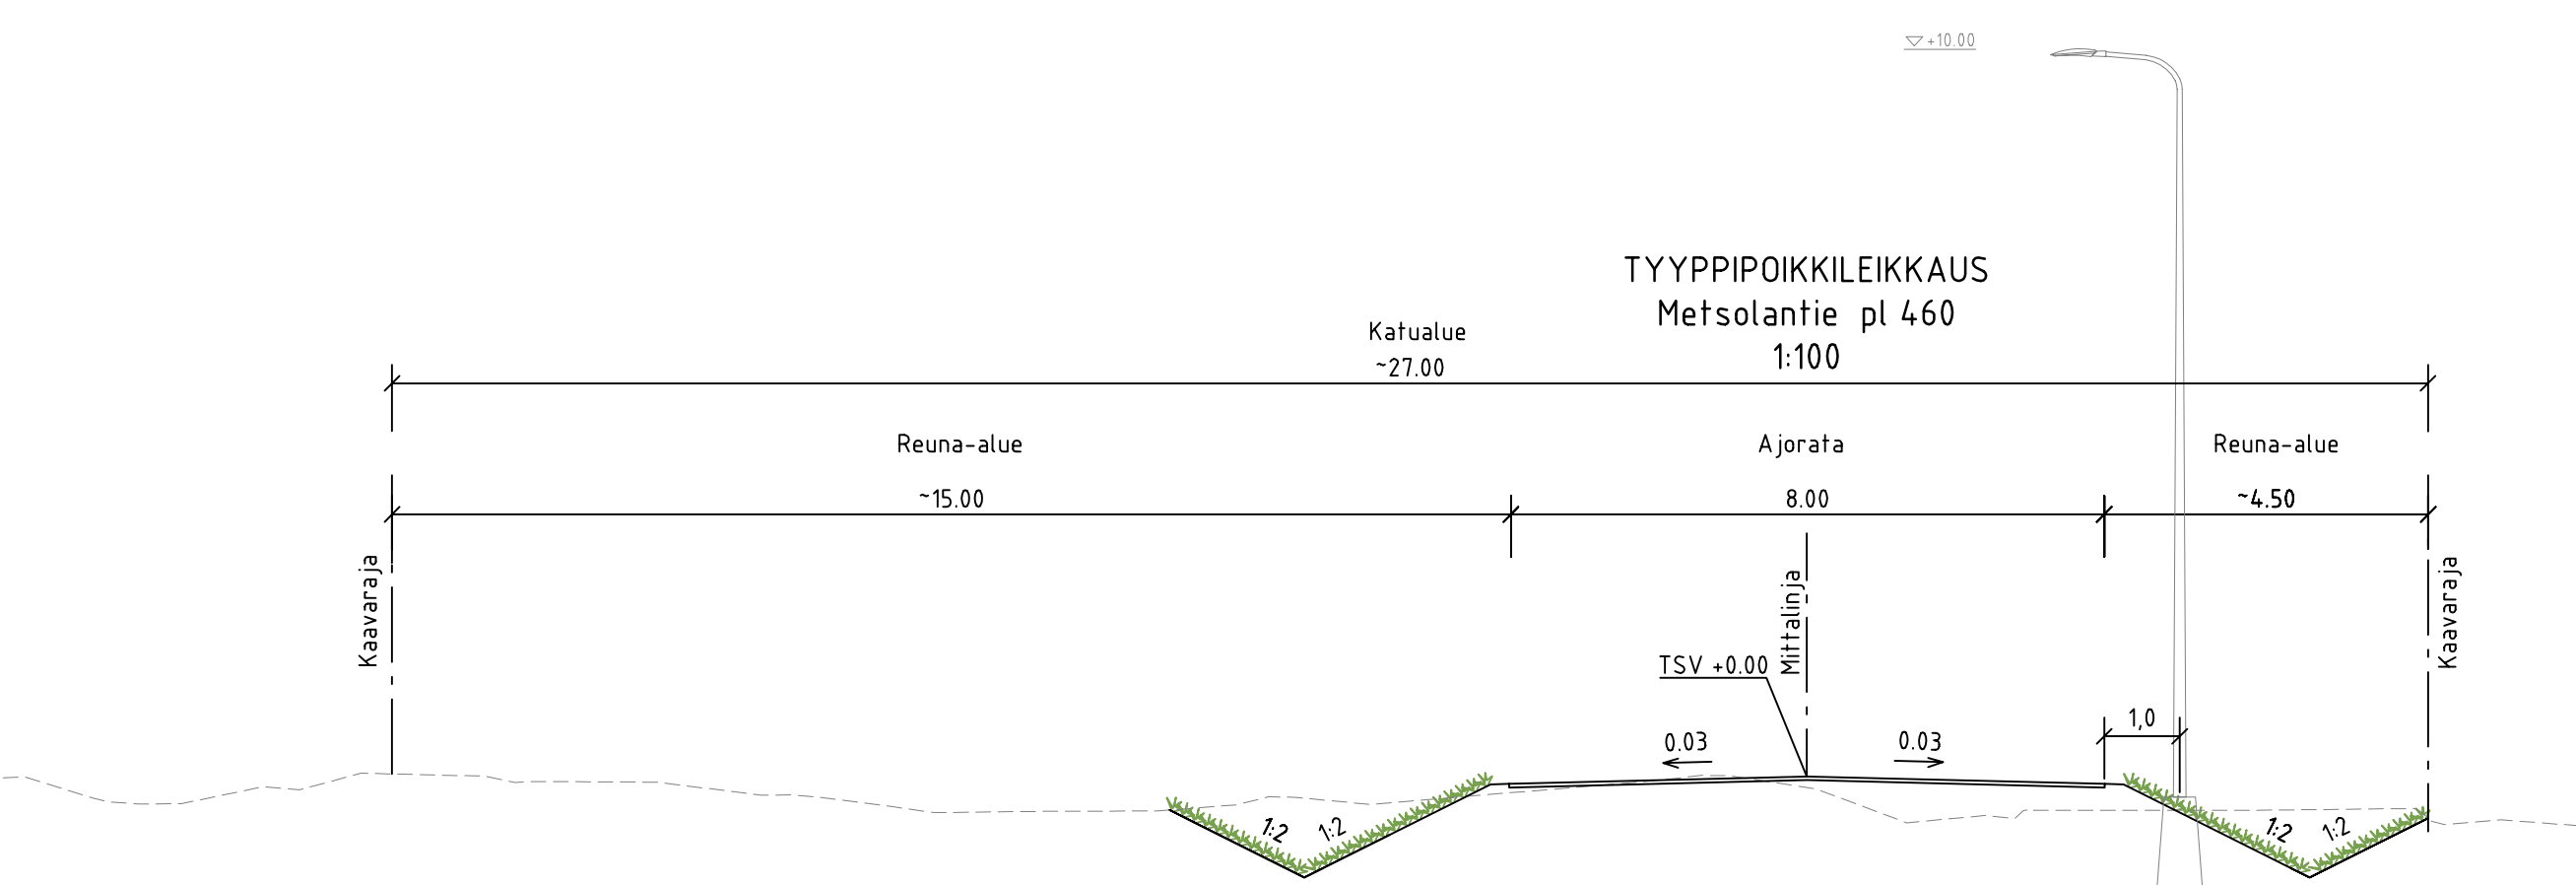 +10.00
TYYPPIPOIKKILEIKKAUS
Metsolantie pl 460
1:100
Katualue
~27.00
Reuna-alue
Ajorata
Reuna-alue
~15.00
8.00
~4.50
Kaavaraja
Mittalinja
Kaavaraja
TSV +0.00
1,0
0.03
0.03
1:2
1:2
1:2
1:2